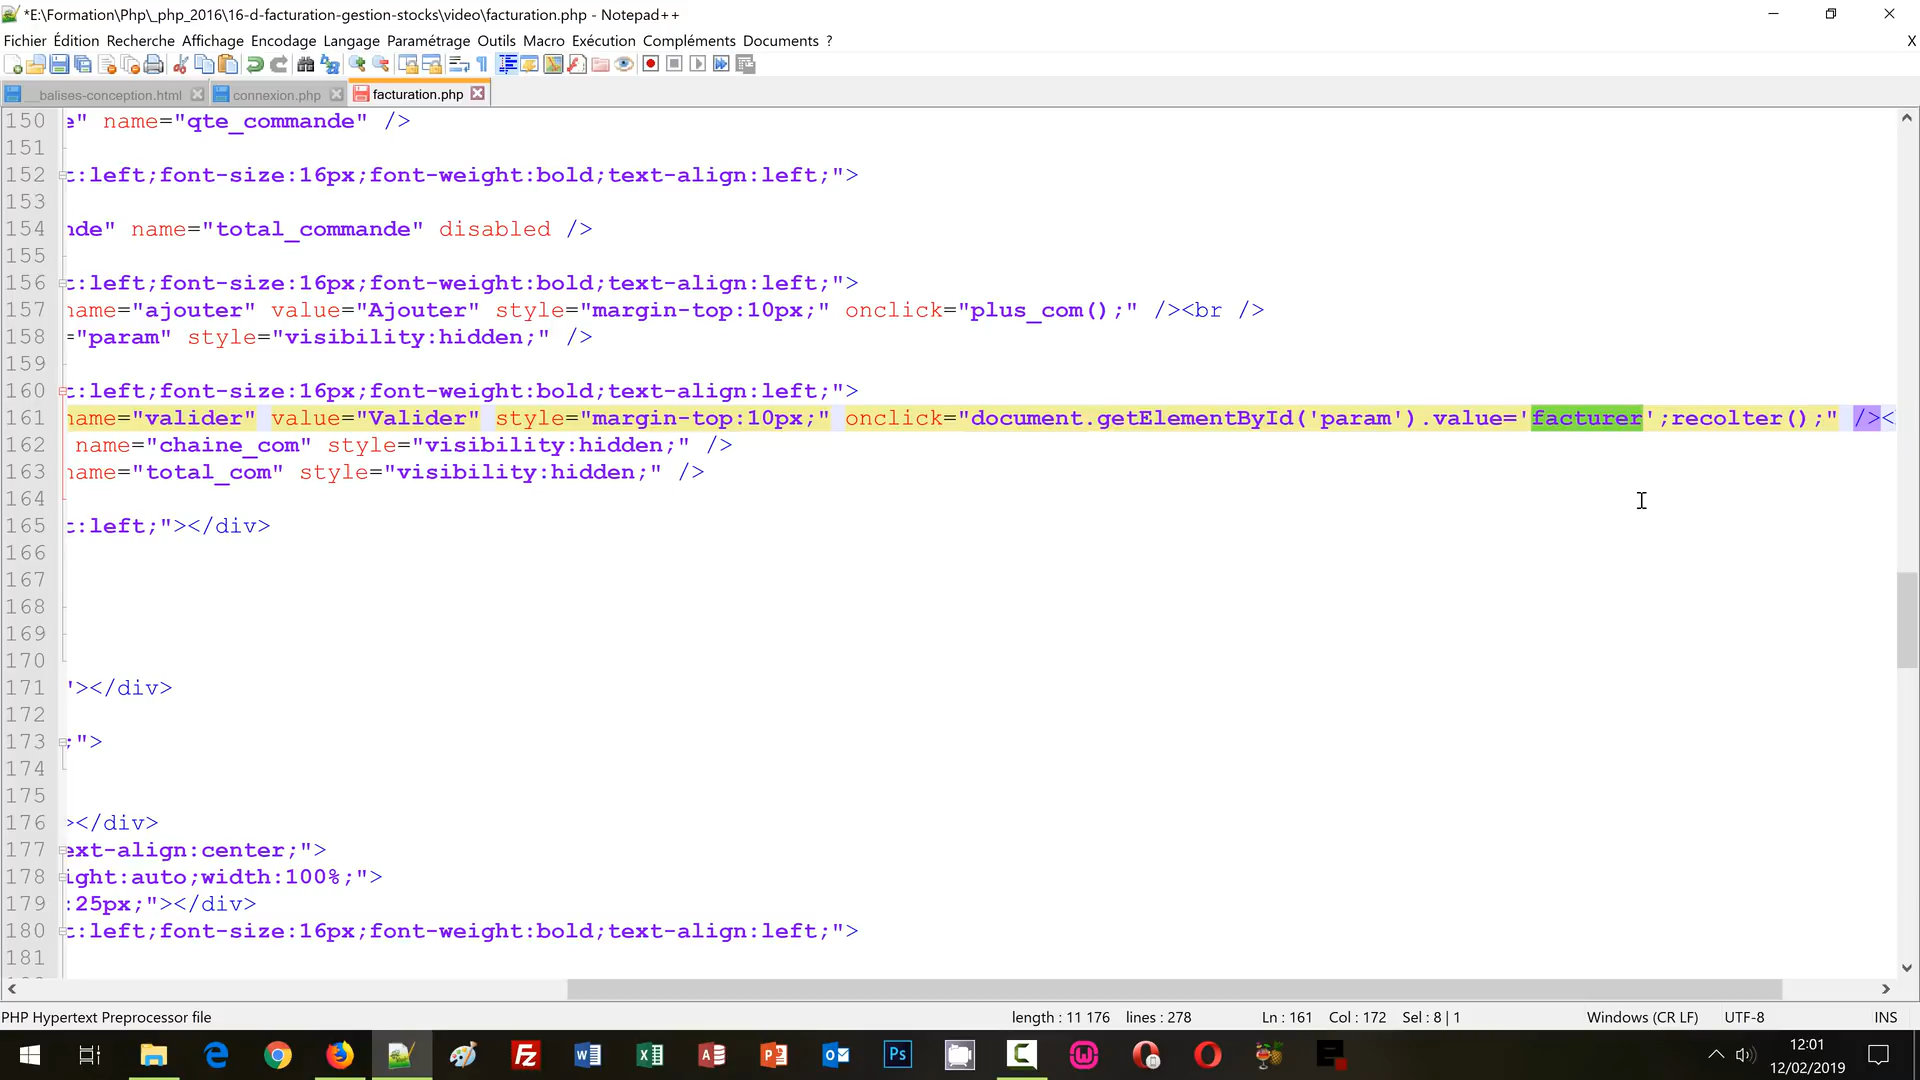 *E:\Formation\Php\_php_2016\16-d-facturation-gestion-stocks\video\facturation.php - Notepad++
Fichier Édition Recherche Affichage Encodage Langage Paramétrage Outils Macro Exécution Compléments Documents ?
X
__balises-conception.html connexion.php facturation.php
150 e" name="qte_commande" />
151
152 t:left;font-size:16px;font-weight:bold;text-align:left;">
153
154 nde" name="total_commande" disabled />
155
156 t:left;font-size:16px;font-weight:bold;text-align:left;">
157 name="ajouter" value="Ajouter" style="margin-top:10px;" onclick="plus_com();" /><br />
158 ="param" style="visibility:hidden;" />
159
160 t:left;font-size:16px;font-weight:bold;text-align:left;">
161 name="valider" value="Valider" style="margin-top:10px;" onclick="document.getElementById('param').value='facturer';recolter();" /><
162 name="chaine_com" style="visibility:hidden;" />
163 name="total_com" style="visibility:hidden;" />
164
165 t:left;"></div>
166
167
168
169
170
171 "></div>
172
173 ;">
174
175
176 ></div>
177 ext-align:center;">
178 ight:auto;width:100%;">
179 :25px;"></div>
180 t:left;font-size:16px;font-weight:bold;text-align:left;">
181
PHP Hypertext Preprocessor file length : 11 176 lines : 278 Ln : 161 Col : 172 Sel : 8 | 1 Windows (CR LF) UTF-8 INS
12:01
12/02/2019